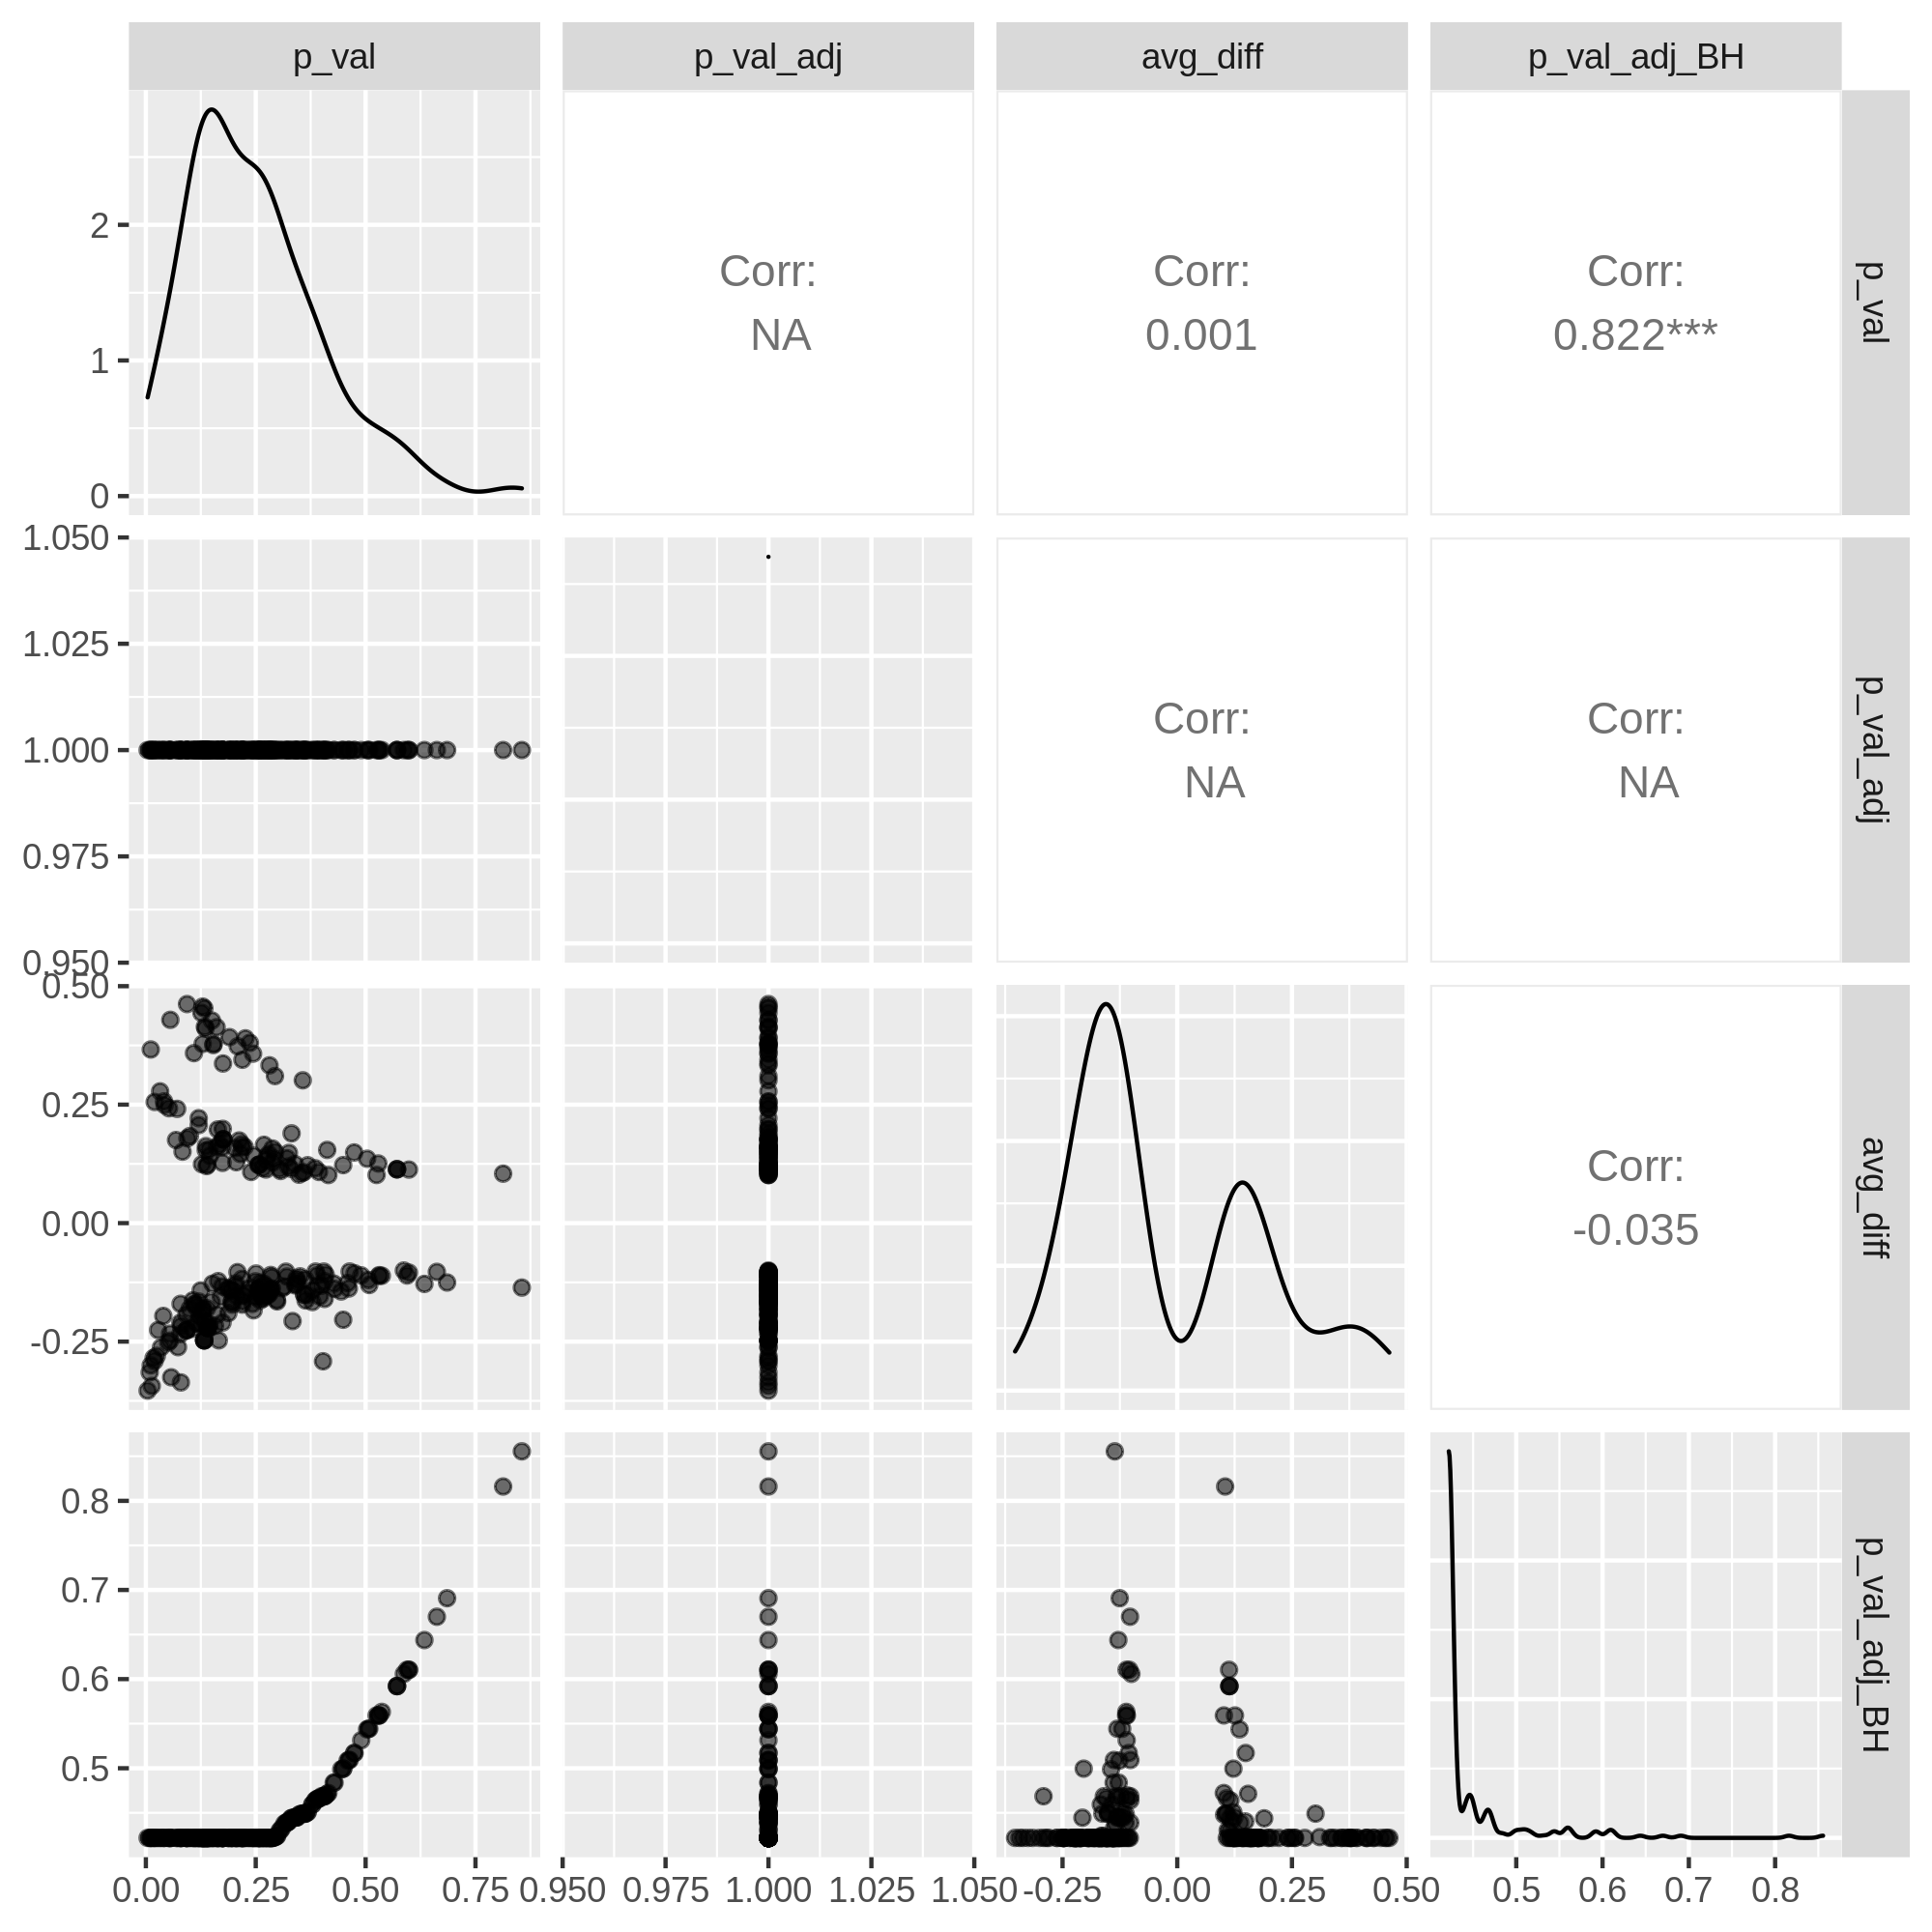 p_val
p_val_adj
avg_diff
p_val_adj_BH
2
1
0
Corr:
NA
Corr:
0.001
Corr:
0.822***
p_val
1.050
1.025
1.000
0.975
0.950
Corr:
NA
Corr:
NA
p_val_adj
0.50
0.25
0.00
-0.25
Corr:
-0.035
avg_diff
0.8
0.7
0.6
0.5
p_val_adj_BH
0.00 0.25 0.50 0.75
0.950 0.975 1.000 1.025 1.050
-0.25 0.00 0.25 0.50
0.5 0.6 0.7 0.8